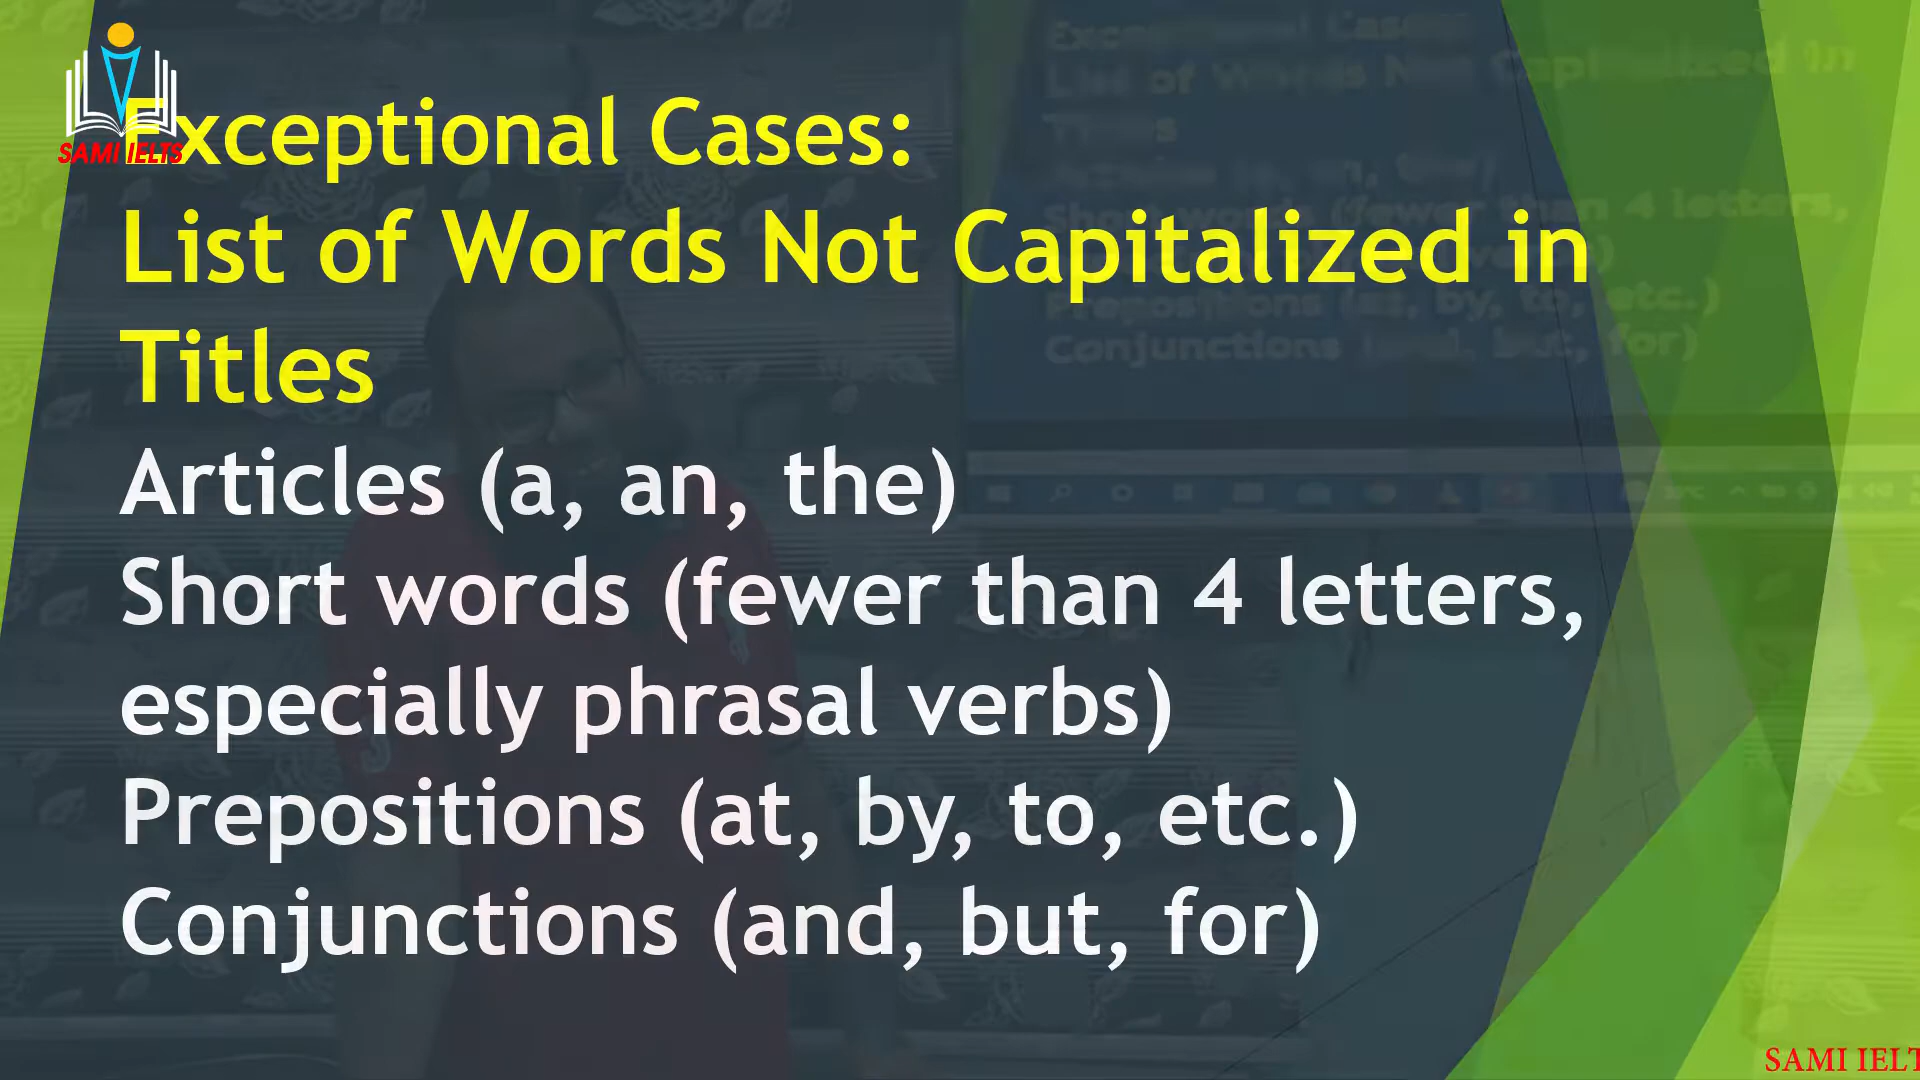 SAMI IELTS
Exceptional Cases:
List of Words Not Capitalized in
Titles
Articles (a, an, the)
Short words (fewer than 4 letters,
especially phrasal verbs)
Prepositions (at, by, to, etc.)
Conjunctions (and, but, for)
SAMI IELT